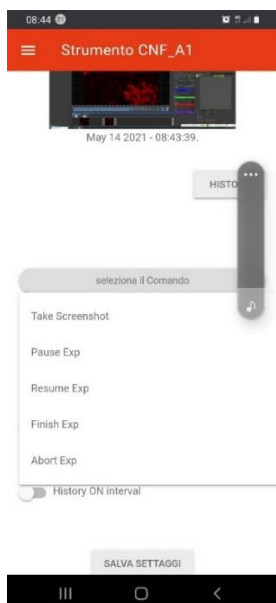 08:44 31
Strumento CNF_A1
May 14 2021 - 08:43:39.
HISTO
seleziona il Comando
Take Screenshot
Pause Exp
Resume Exp
Finish Exp
Abort Exp
History ON interval
SALVA SETTAGGI